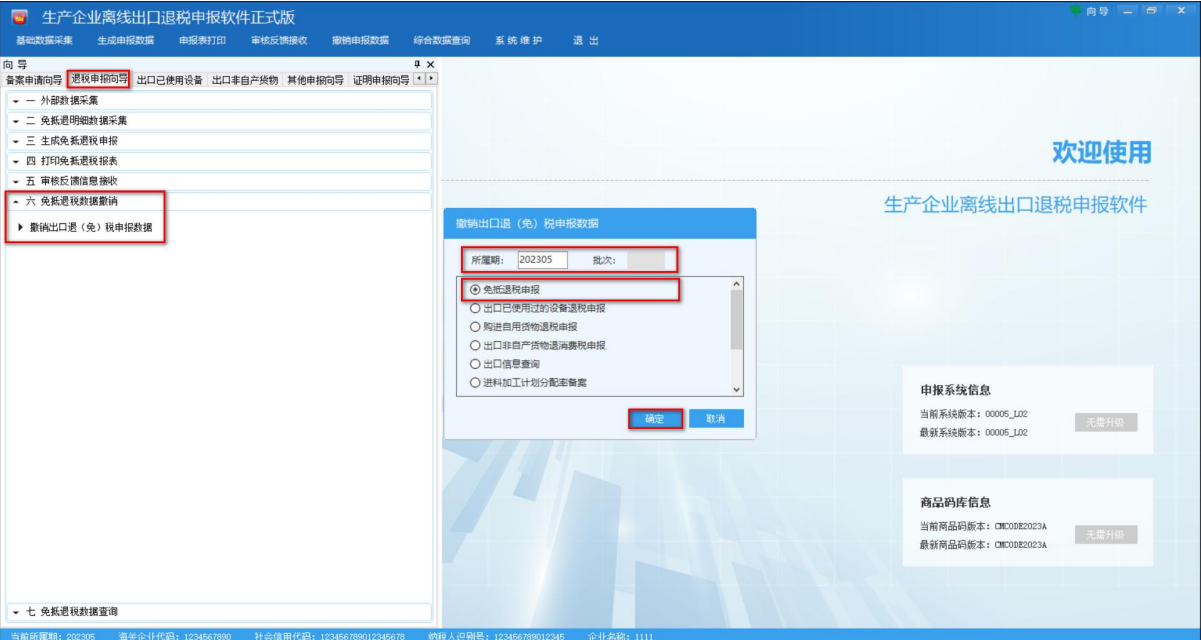 生产企业离线出口退税申报软件正式版
向导
基础数据采集 生成申报数据 申报表打印 审核反馈接收 撤销申报数据 综合数据查询 系统维护 退出
向导
备案申请向导 退税申报向导 出口已使用设备 出口非自产货物 其他申报向导 证明申报向导
一 外部数据采集
二 免抵退明细数据采集
三 生成免抵退税申报
四 打印免抵退税报表
五 审核反馈信息接收
六 免抵退税数据撤销
撤销出口退（免）税申报数据
七 免抵退税数据查询
欢迎使用
生产企业离线出口退税申报软件
撤销出口退（免）税申报数据
所属期： 202305 批次：
免抵退税申报
出口已使用过的设备退税申报
购进自用货物退税申报
出口非自产货物退消费税申报
出口信息查询
进料加工计划分配率备案
确定 取消
申报系统信息
当前系统版本：00005_L02
最新系统版本：00005_L02
无需升级
商品码库信息
当前商品码版本：CMCODE2023A
最新商品码版本：CMCODE2023A
无需升级
当前所属期：202305 海关企业代码：1234567890 社会信用代码：123456789012345678 纳税人识别号：123456789012345 企业名称：1111